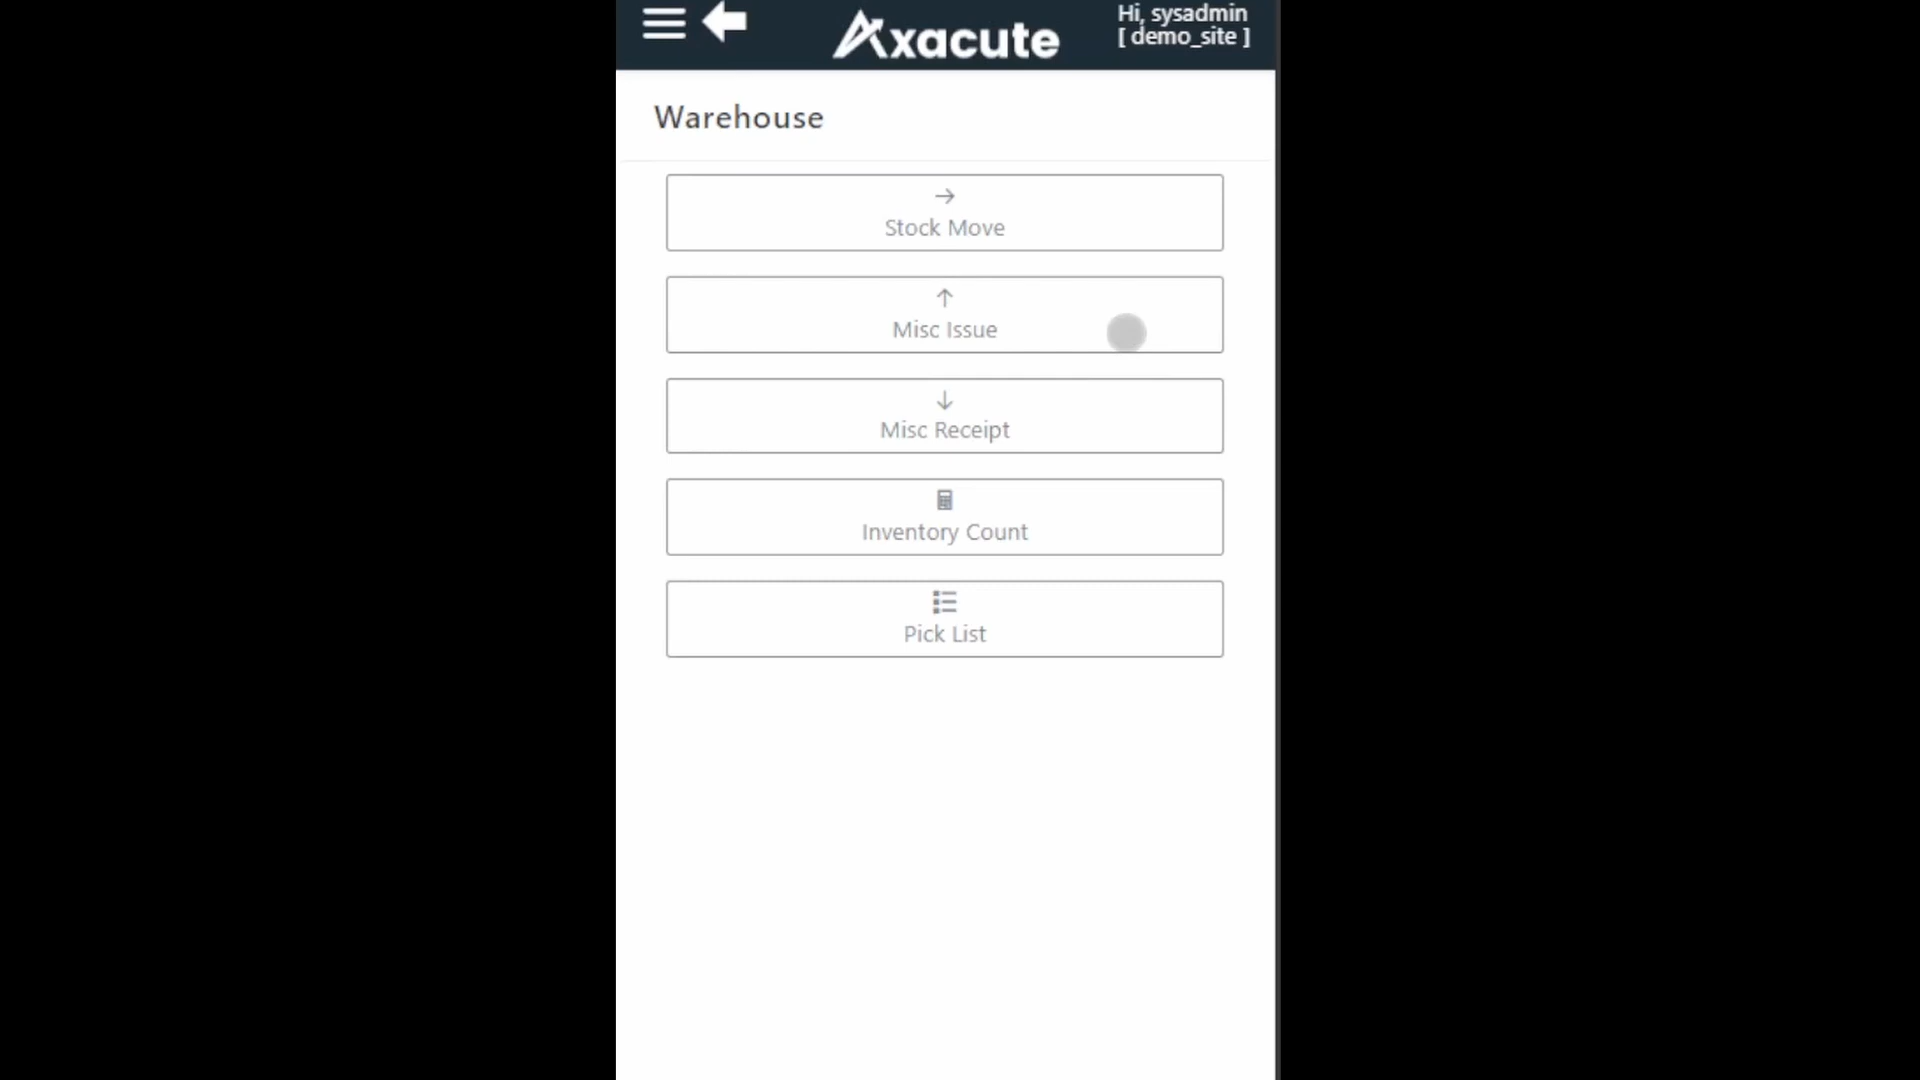 Axacute
Hi, sysadmin
[ demo_site ]
Warehouse
Stock Move
Misc Issue
Misc Receipt
Inventory Count
Pick List